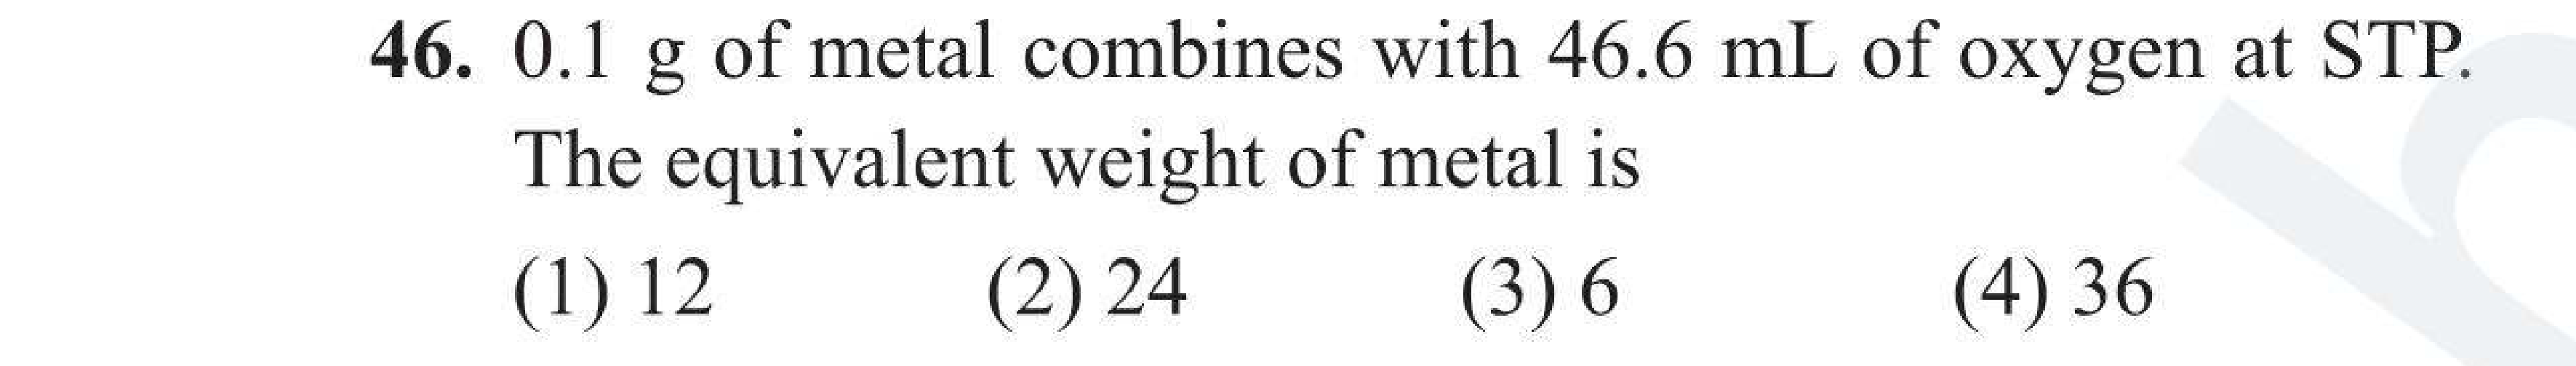 46. 0.1 g of metal combines with 46.6 mL of oxygen at STP.
The equivalent weight of metal is
(1) 12 (2) 24 (3) 6 (4) 36